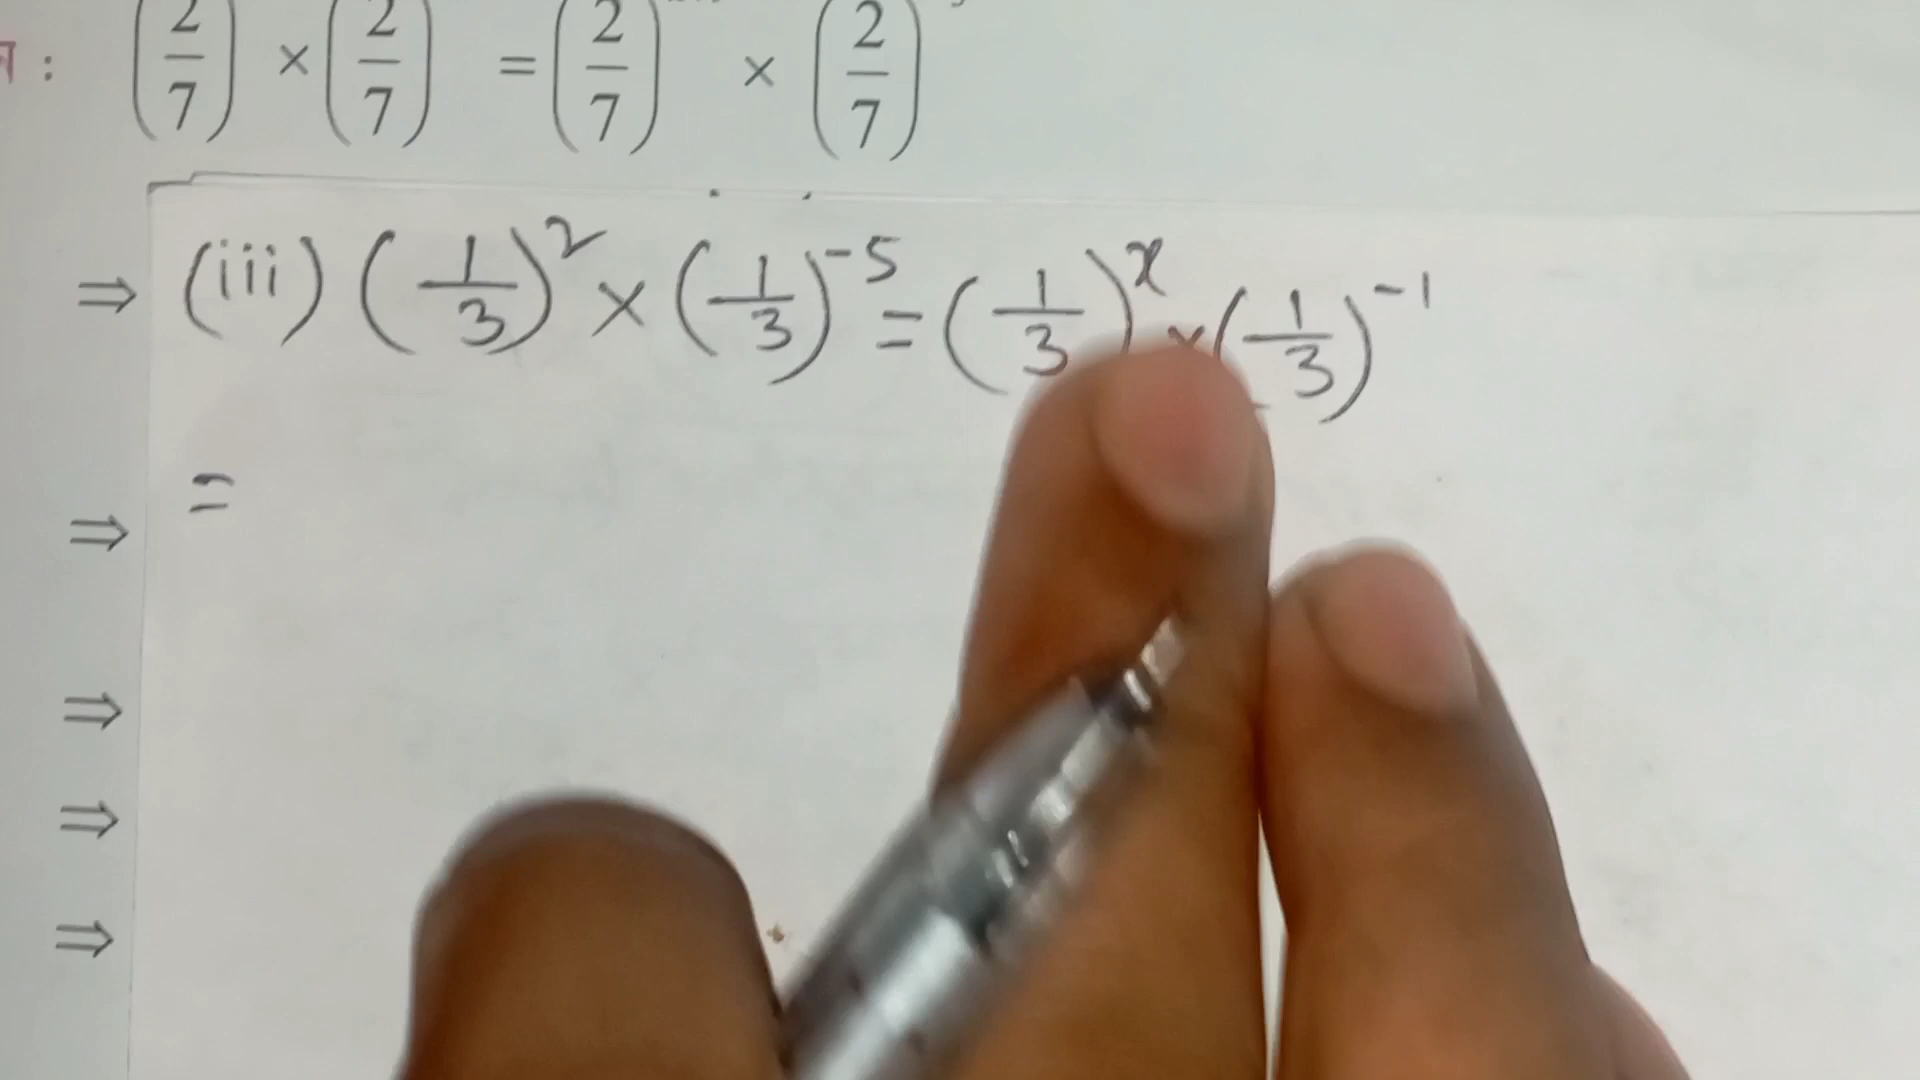 : (2/7) × (2/7) = (2/7) × (2/7)
⇒ (iii) (1/3)² × (1/3)⁻⁵ = (1/3)ˣ × (1/3)⁻¹
⇒ =
⇒
⇒
⇒